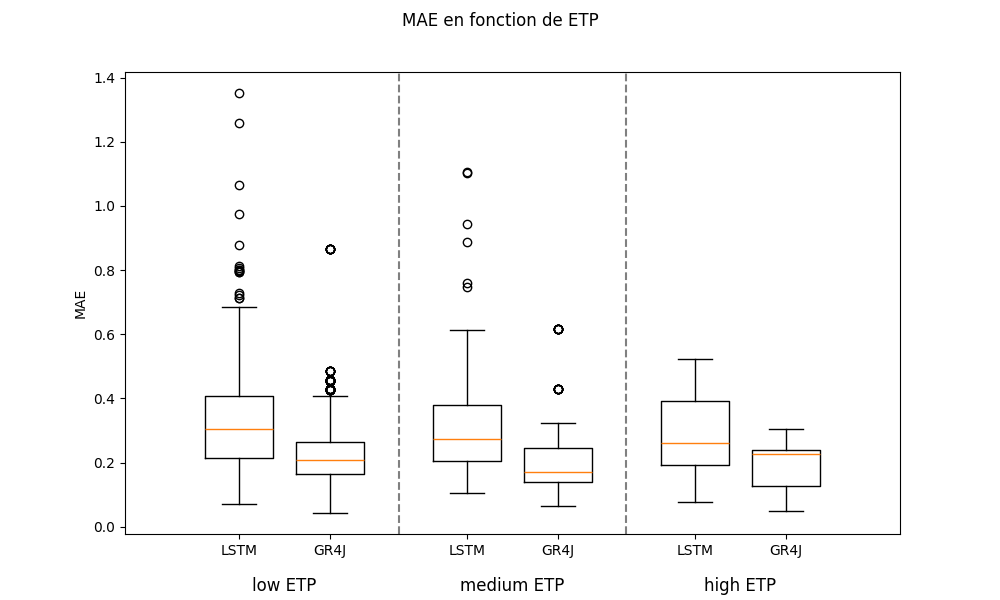 MAE en fonction de ETP
1.4
1.2
1.0
0.8
0.6
0.4
0.2
0.0
MAE
LSTM GR4J LSTM GR4J LSTM GR4J
low ETP medium ETP high ETP